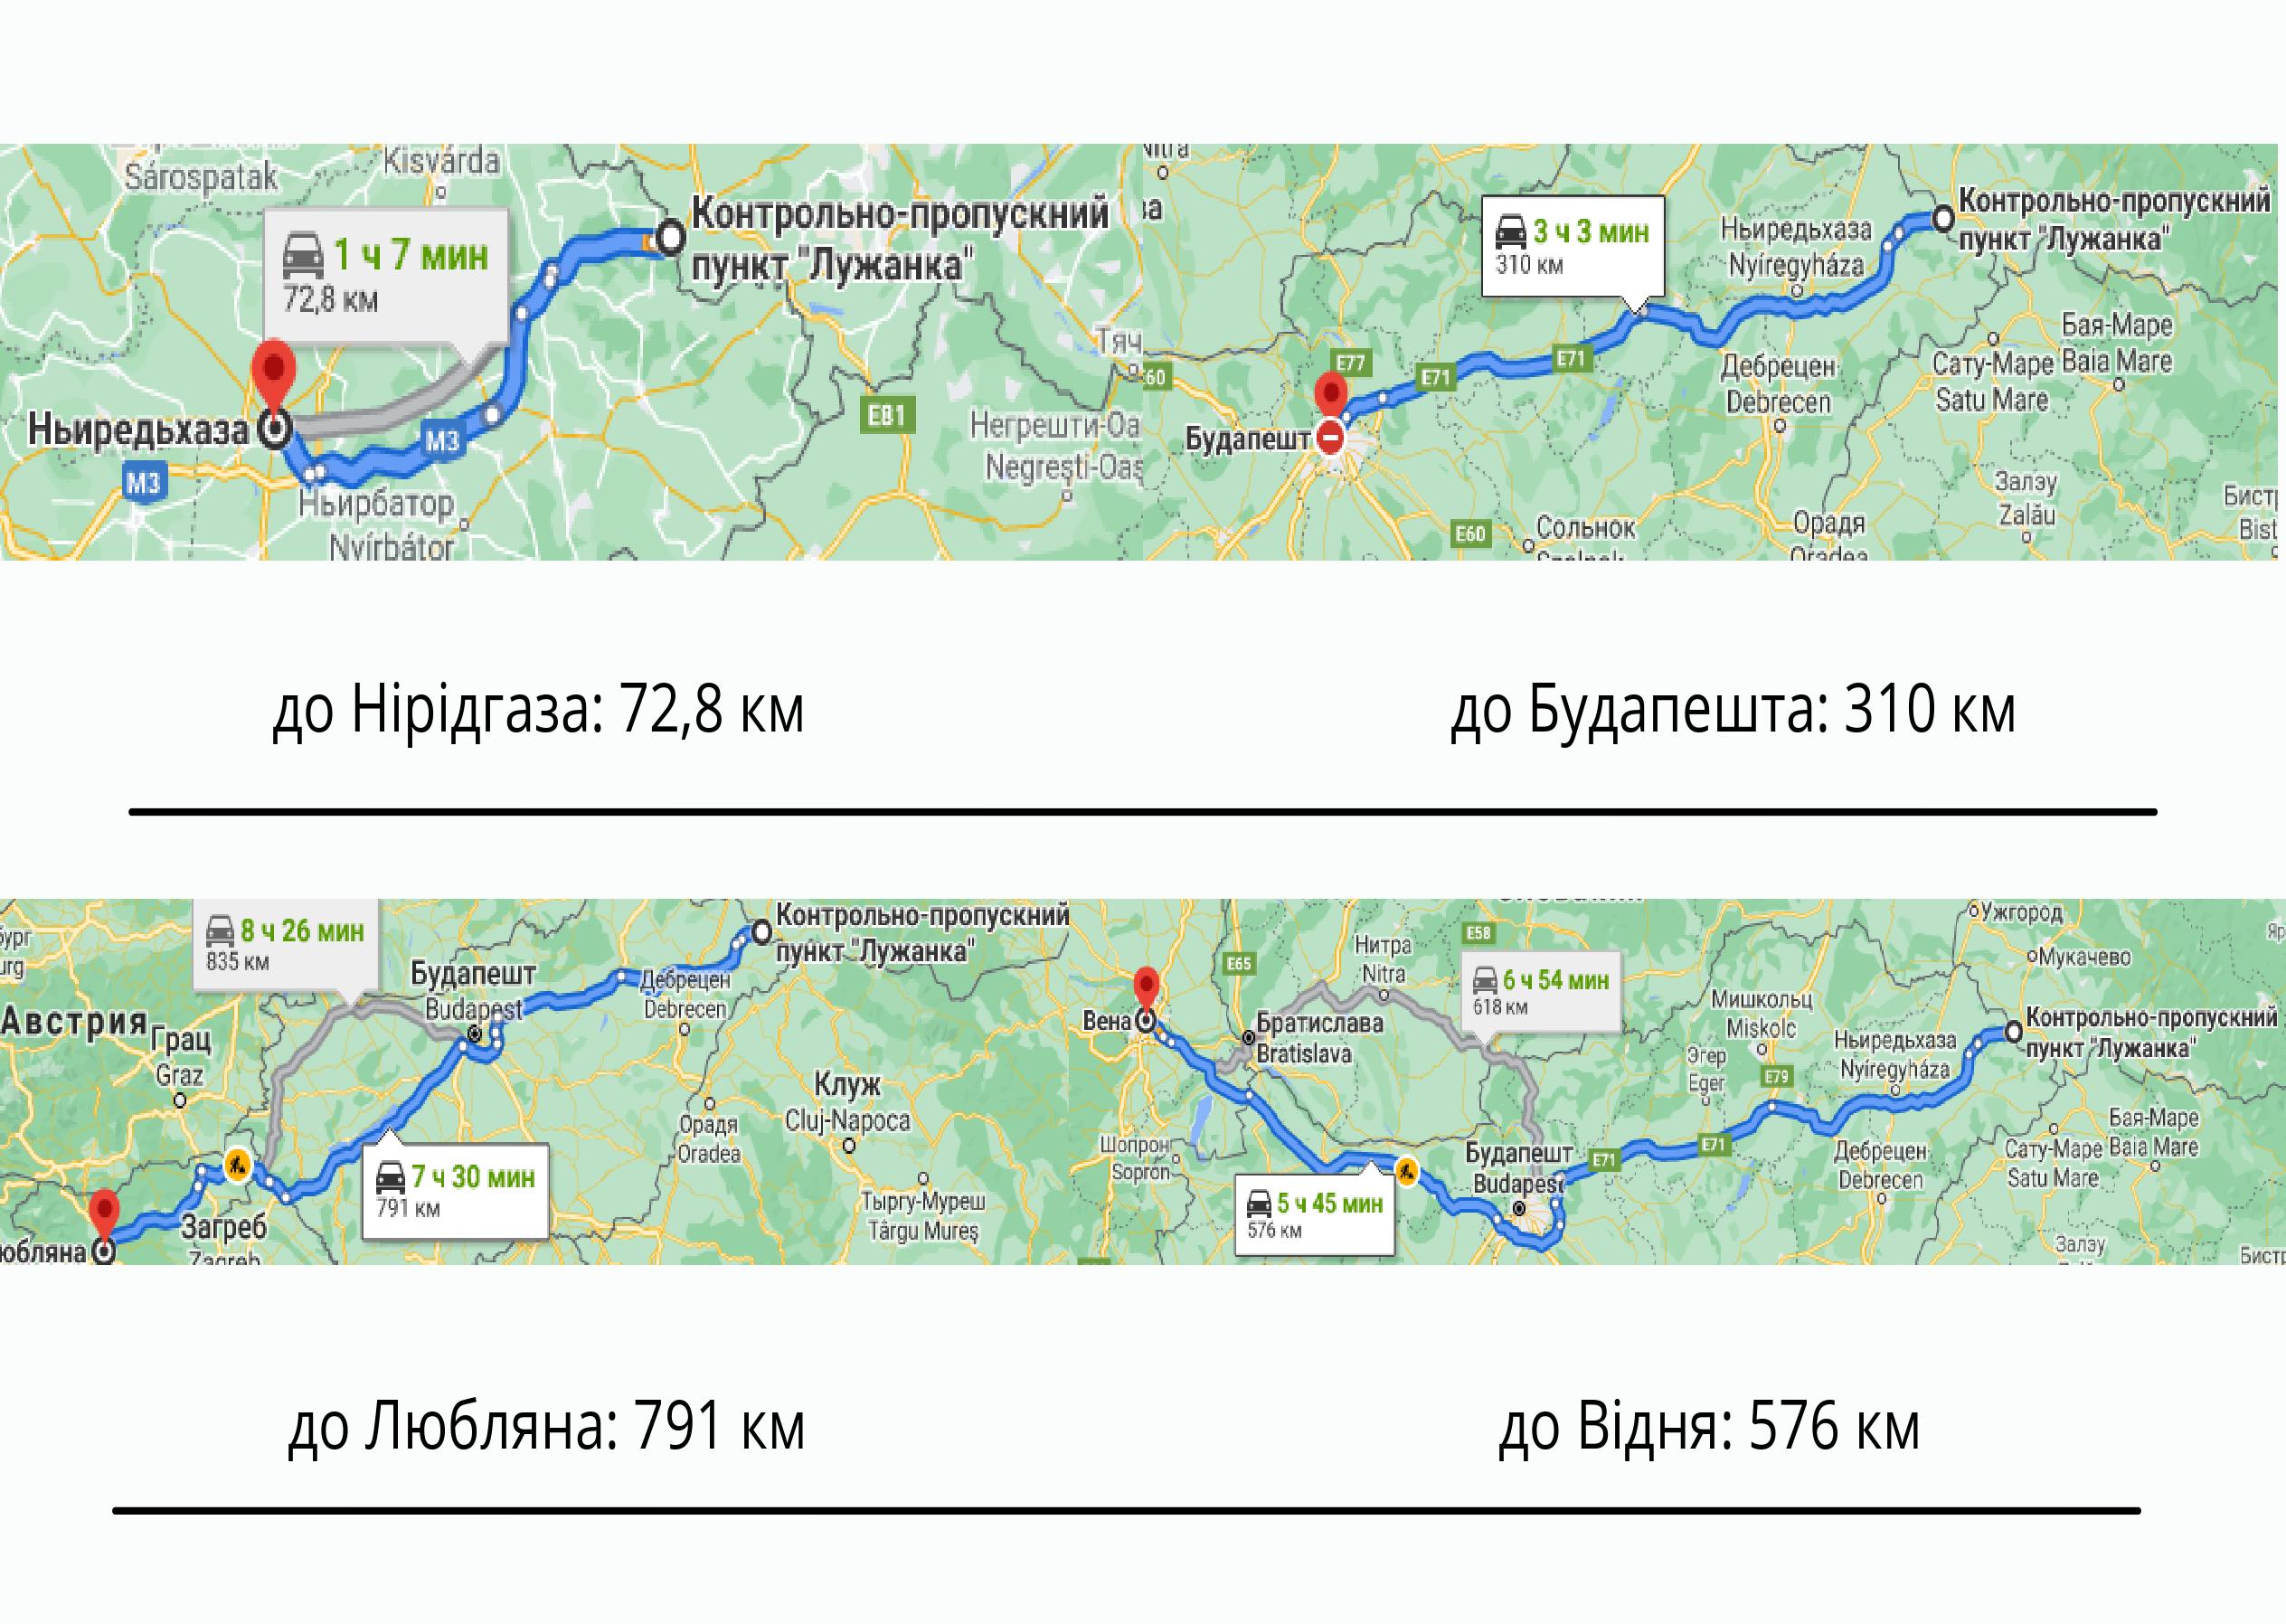 Sárospatak
Kisvárda
1 ч 7 мин
72,8 км
Контрольно-пропускний
пункт "Лужанка"
Ньиредьхаза
M3
M3
Ньирбатор
Nyírbátor
E81
Тяч
Негрешти-Оа
Negrești-Oaș
Nitra
за
3 ч 3 мин
310 км
Ньиредьхаза
Nyíregyháza
Контрольно-пропускний
пункт "Лужанка"
Бая-Маре
Baia Mare
Сату-Маре
Satu Mare
Дебрецен
Debrecen
E77
E71
E71
E60
Будапешт
E60
Сольнок
Szolnok
Орадя
Oradea
Залэу
Zalău
Бист
Bist
до Нірідгаза: 72,8 км
до Будапешта: 310 км
8 ч 26 мин
835 км
бург
urg
Австрия
Грац
Graz
Будапешт
Budapest
Дебрецен
Debrecen
Контрольно-пропускний
пункт "Лужанка"
7 ч 30 мин
791 км
Загреб
Zagreb
юбляна
Клуж
Cluj-Napoca
Орадя
Oradea
Тыргу-Муреш
Târgu Mureș
Вена
E65
Братислава
Bratislava
Нитра
Nitra
E58
6 ч 54 мин
618 км
Шопрон
Sopron
5 ч 45 мин
576 км
Будапешт
Budapest
E71
E71
E79
Мишкольц
Miskolc
Эгер
Eger
Ньиредьхаза
Nyíregyháza
Ужгород
Мукачево
Яр
Контрольно-пропускний
пункт "Лужанка"
Дебрецен
Debrecen
Сату-Маре
Satu Mare
Бая-Маре
Baia Mare
Залэу
Бистр
до Любляна: 791 км
до Відня: 576 км